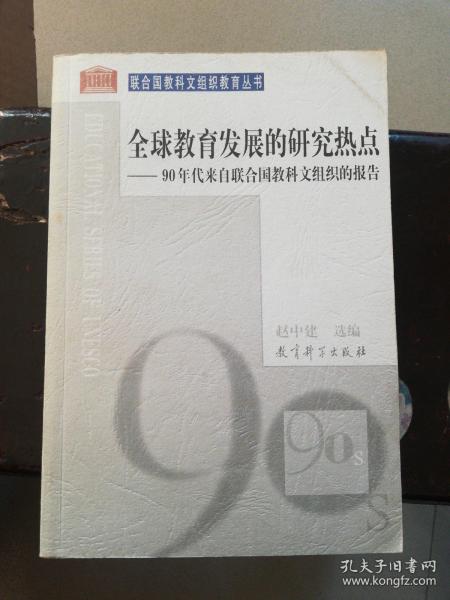 联合国教科文组织教育丛书
全球教育发展的研究热点
——90年代来自联合国教科文组织的报告
EDUCATIONAL SERIES OF UNESCO
赵中建 选编
教育科学出版社
90s
90s
孔夫子旧书网
www.kongfz.com